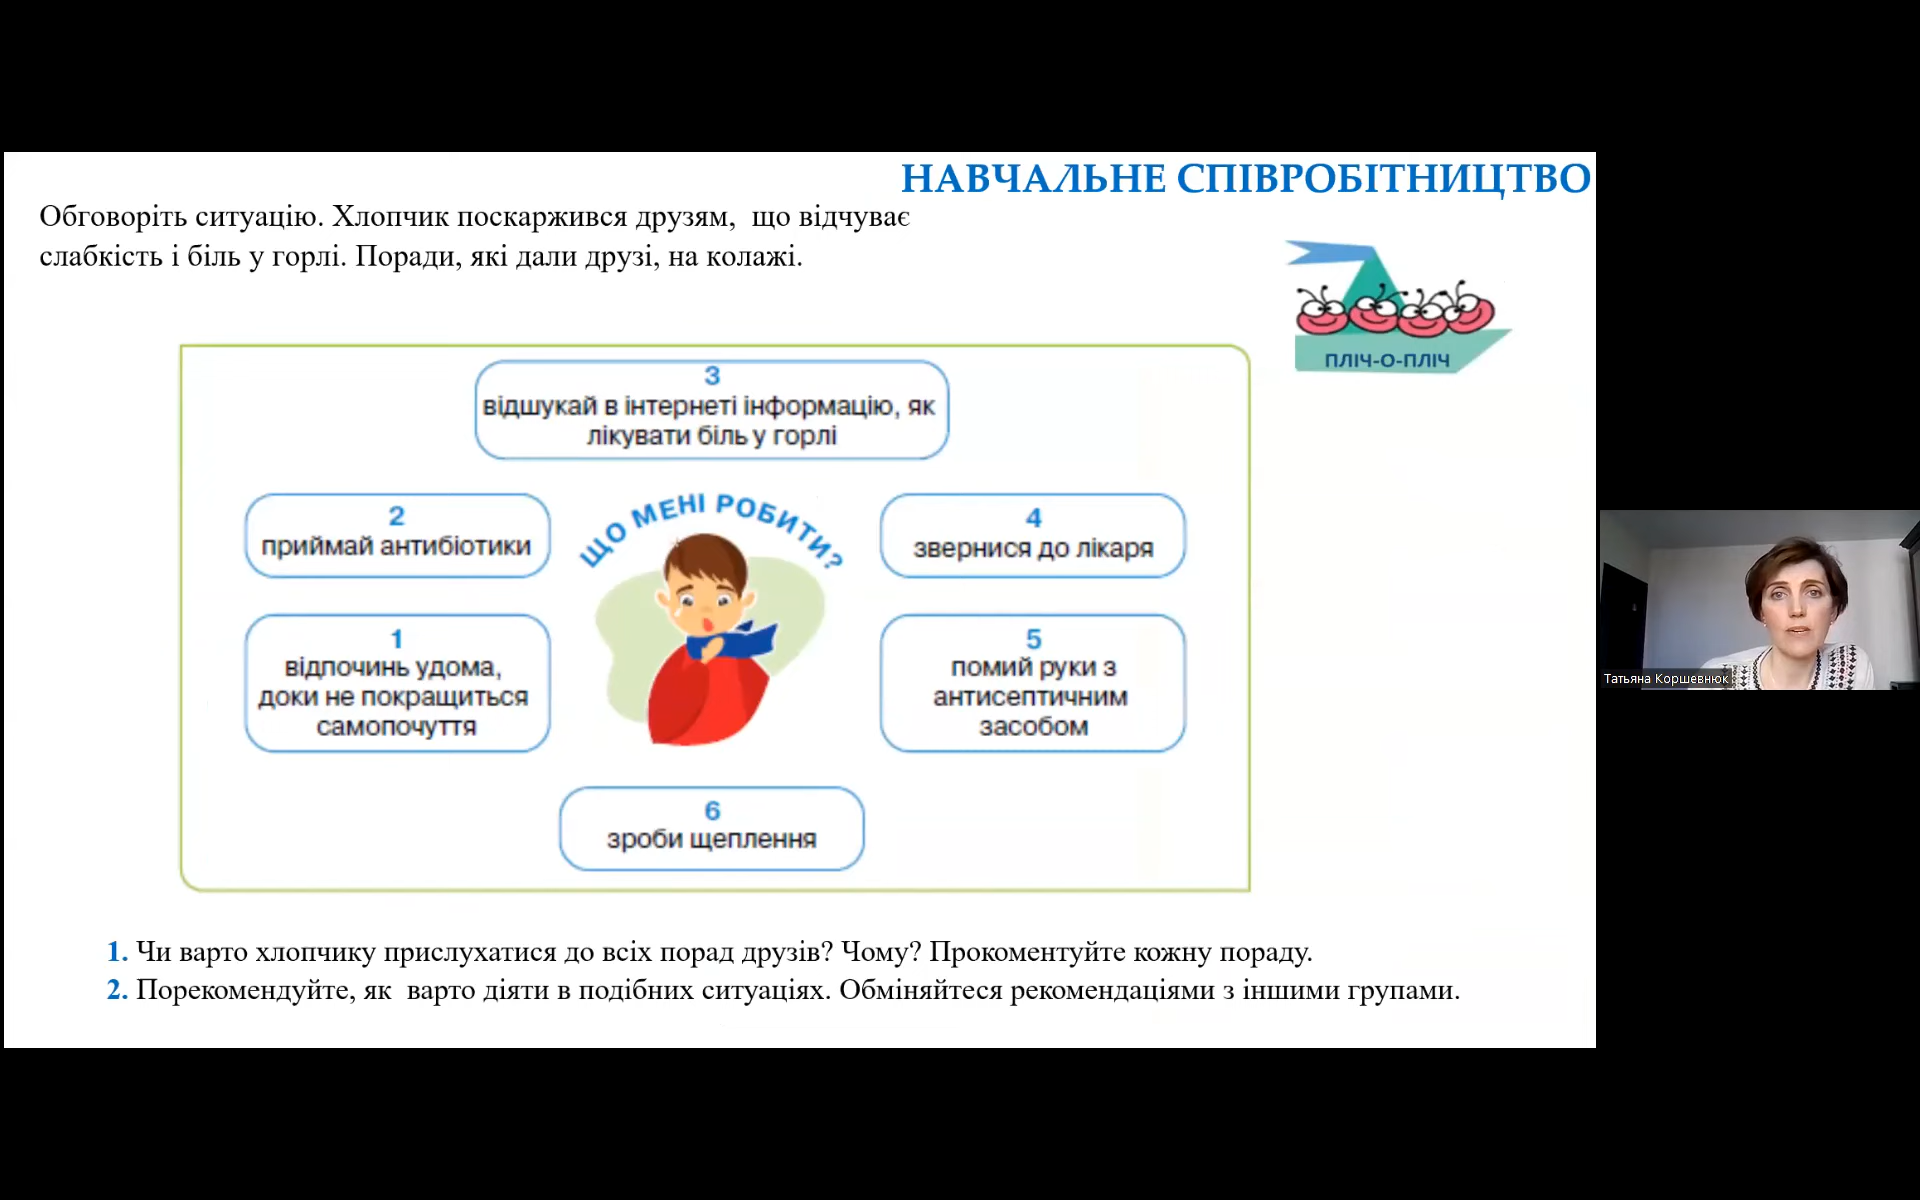 НАВЧАЛЬНЕ СПІВРОБІТНИЦТВО
Обговоріть ситуацію. Хлопчик поскаржився друзям, що відчуває
слабкість і біль у горлі. Поради, які дали друзі, на колажі.
ПЛІЧ-О-ПЛІЧ
3
відшукай в інтернеті інформацію, як
лікувати біль у горлі
2
приймай антибіотики
ЩО МЕНІ РОБИТИ?
4
звернися до лікаря
1
відпочинь удома,
доки не покращиться
самопочуття
5
помий руки з
антисептичним
засобом
6
зроби щеплення
1. Чи варто хлопчику прислухатися до всіх порад друзів? Чому? Прокоментуйте кожну пораду.
2. Порекомендуйте, як варто діяти в подібних ситуаціях. Обміняйтеся рекомендаціями з іншими групами.
Татьяна Коршевнюк